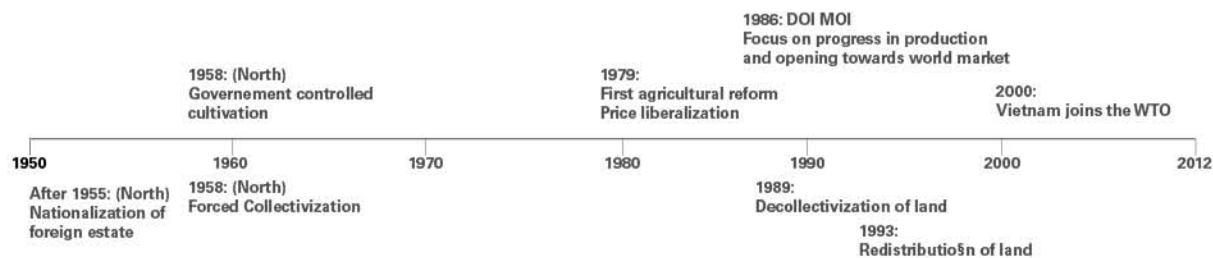 1986: DOI MOI
Focus on progress in production
and opening towards world market
1958: (North)
Governement controlled
cultivation
1979:
First agricultural reform
Price liberalization
2000:
Vietnam joins the WTO
1950
1960
1970
1980
1990
2000
2012
After 1955: (North)
Nationalization of
foreign estate
1958: (North)
Forced Collectivization
1989:
Decollectivization of land
1993:
Redistributio§n of land